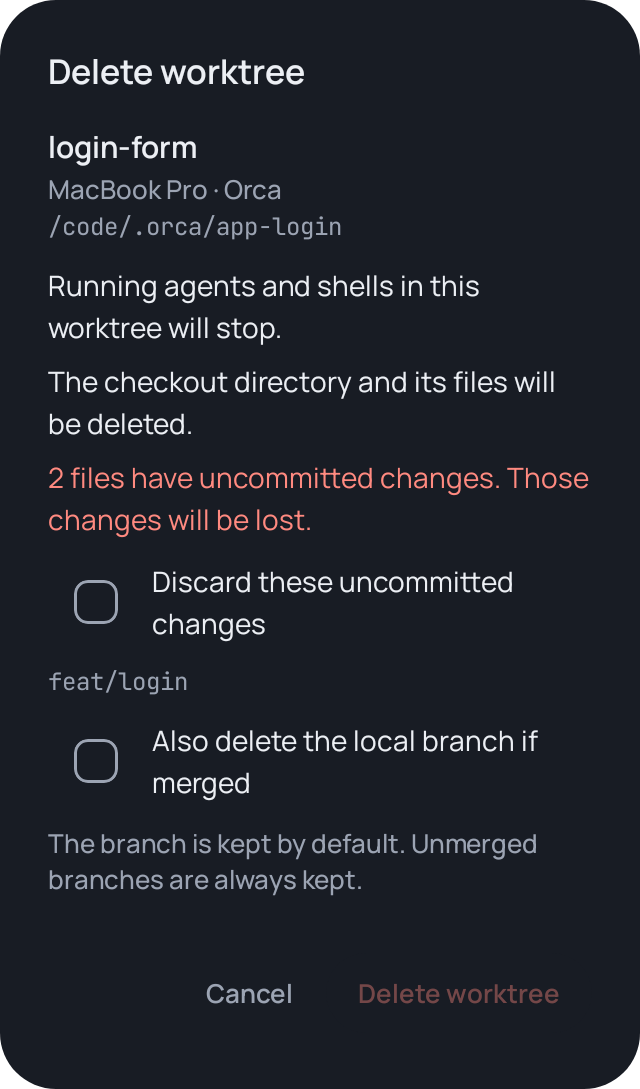 Delete worktree
login-form
MacBook Pro · Orca
/code/.orca/app-login
Running agents and shells in this
worktree will stop.
The checkout directory and its files will
be deleted.
2 files have uncommitted changes. Those
changes will be lost.
Discard these uncommitted
changes
feat/login
Also delete the local branch if
merged
The branch is kept by default. Unmerged
branches are always kept.
Cancel
Delete worktree